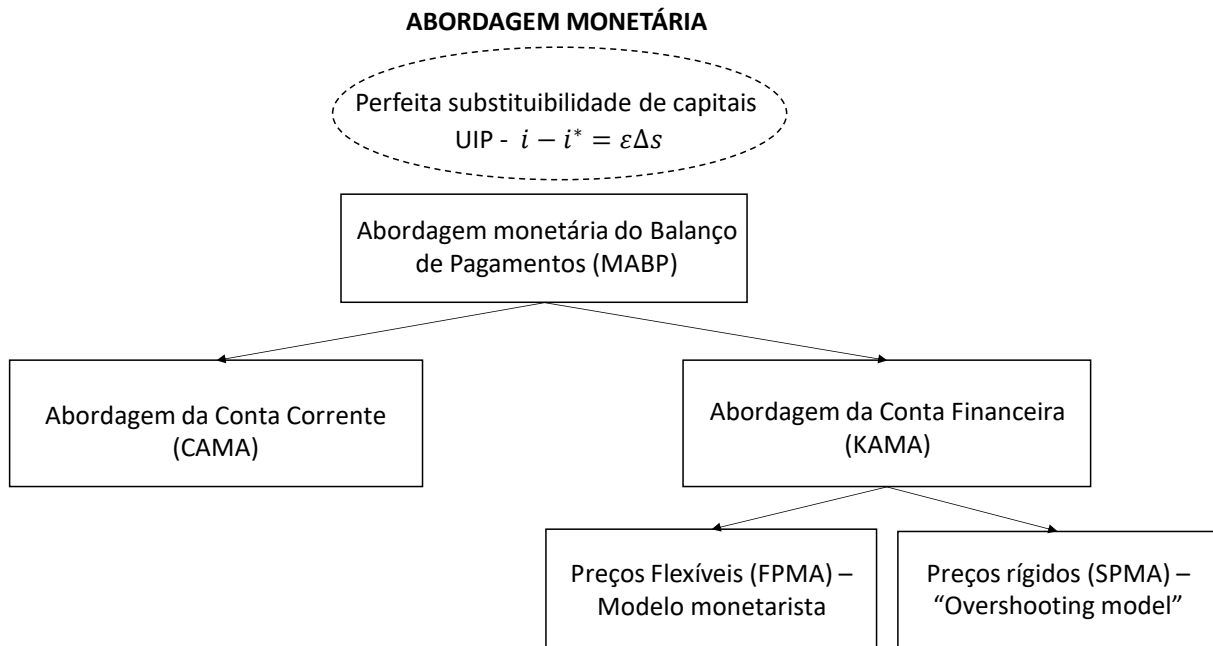 ABORDAGEM MONETÁRIA
Perfeita substituibilidade de capitais
UIP - i − i* = εΔs
Abordagem monetária do Balanço
de Pagamentos (MABP)
Abordagem da Conta Corrente
(CAMA)
Abordagem da Conta Financeira
(KAMA)
Preços Flexíveis (FPMA) –
Modelo monetarista
Preços rígidos (SPMA) –
“Overshooting model”